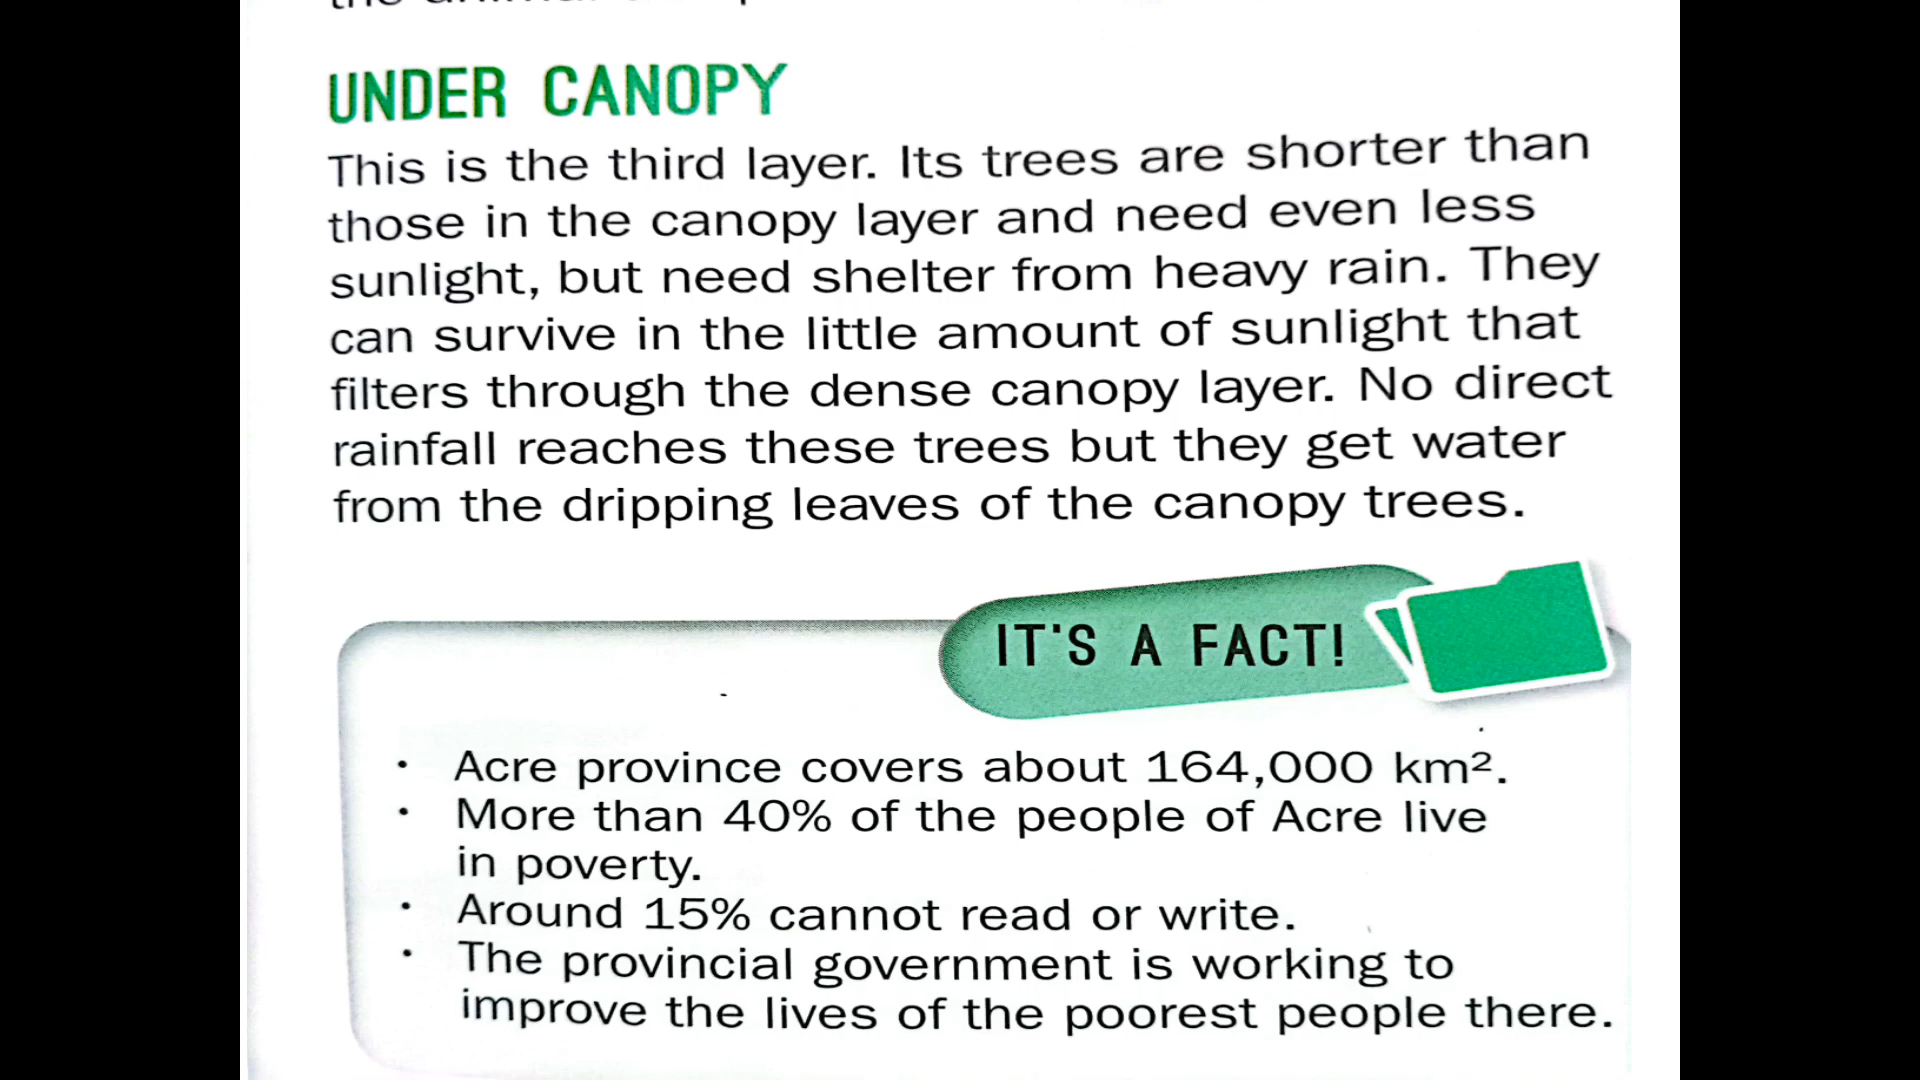 UNDER CANOPY
This is the third layer. Its trees are shorter than
those in the canopy layer and need even less
sunlight, but need shelter from heavy rain. They
can survive in the little amount of sunlight that
filters through the dense canopy layer. No direct
rainfall reaches these trees but they get water
from the dripping leaves of the canopy trees.
IT'S A FACT!
· Acre province covers about 164,000 km².
· More than 40% of the people of Acre live
in poverty.
· Around 15% cannot read or write.
· The provincial government is working to
improve the lives of the poorest people there.